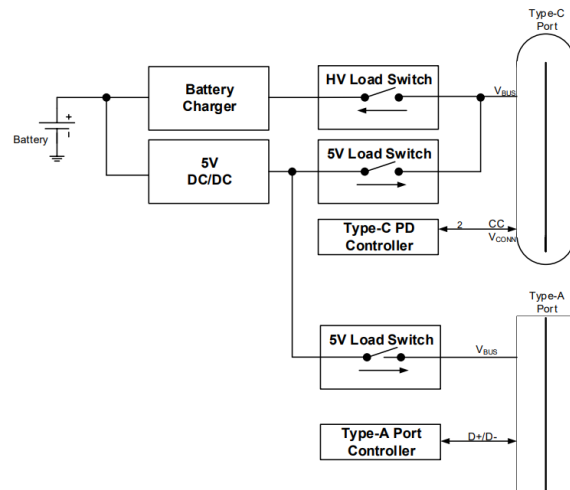 Type-C
Port
Battery
Charger
HV Load Switch
VBUS
+
-
Battery
5V
DC/DC
5V Load Switch
Type-C PD
Controller
2
CC
VCONN
Type-A
Port
5V Load Switch
VBUS
Type-A Port
Controller
D+/D-